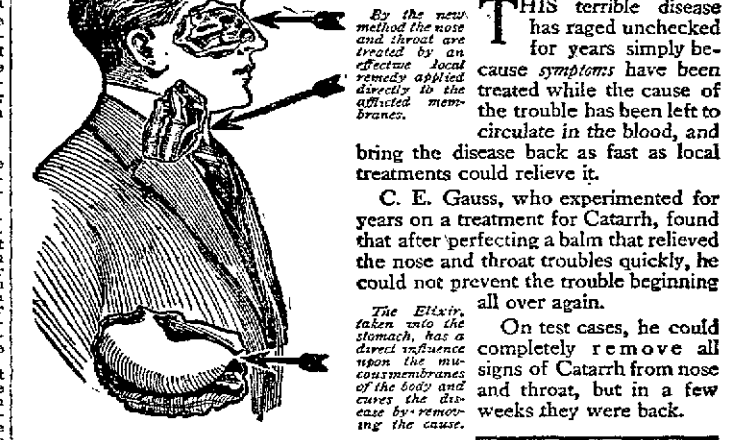 By the new
method the nose
and throat are
treated by an
effective local
remedy applied
directly to the
afflicted mem-
branes.
THIS terrible disease
has raged unchecked
for years simply be-
cause symptoms have been
treated while the cause of
the trouble has been left to
circulate in the blood, and
bring the disease back as fast as local
treatments could relieve it.
C. E. Gauss, who experimented for
years on a treatment for Catarrh, found
that after perfecting a balm that relieved
the nose and throat troubles quickly, he
could not prevent the trouble beginning
all over again.
The Elixir,
taken into the
stomach, has a
direct influence
upon the mu-
cous membranes
of the body and
cures the dis-
ease by remov-
ing the cause.
On test cases, he could
completely remove all
signs of Catarrh from nose
and throat, but in a few
weeks they were back.